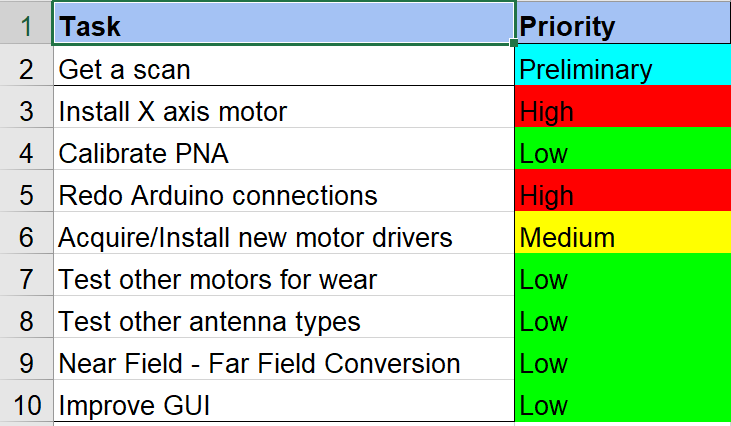 1 Task Priority
2 Get a scan Preliminary
3 Install X axis motor High
4 Calibrate PNA Low
5 Redo Arduino connections High
6 Acquire/Install new motor drivers Medium
7 Test other motors for wear Low
8 Test other antenna types Low
9 Near Field - Far Field Conversion Low
10 Improve GUI Low